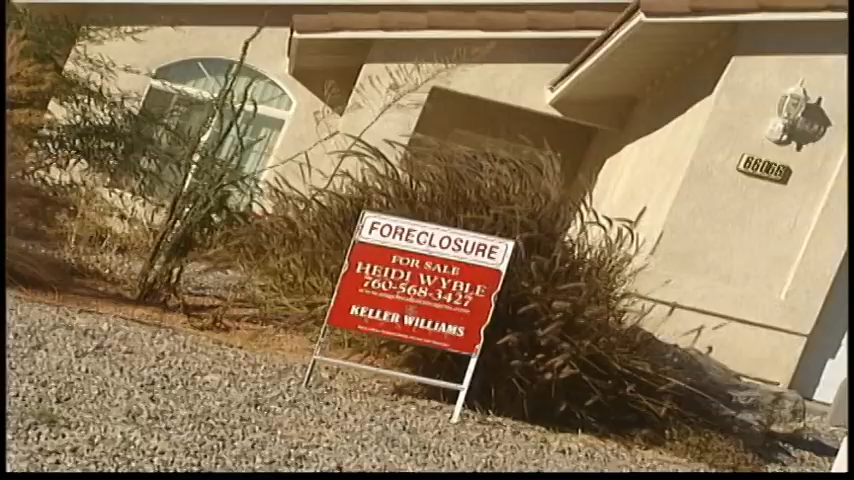 66066
FORECLOSURE
FOR SALE
HEIDI WYBLE
760-568-3427
KELLER WILLIAMS